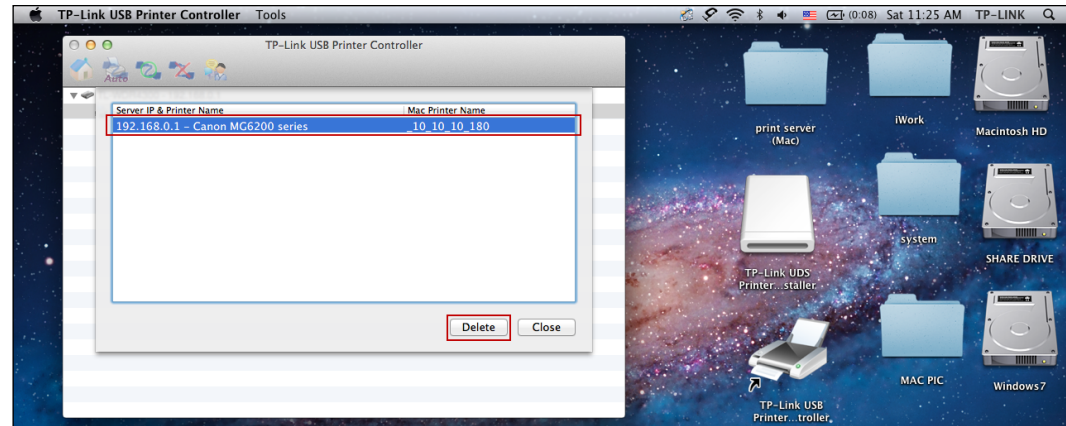 TP-Link USB Printer Controller Tools
(0:08) Sat 11:25 AM TP-LINK
TP-Link USB Printer Controller
Auto
Server IP & Printer Name Mac Printer Name
192.168.0.1 – Canon MG6200 series _10_10_10_180
Delete Close
print server
(Mac)
iWork
Macintosh HD
system
SHARE DRIVE
TP-Link UDS
Printer...staller
MAC PIC
Windows7
TP-Link USB
Printer...troller